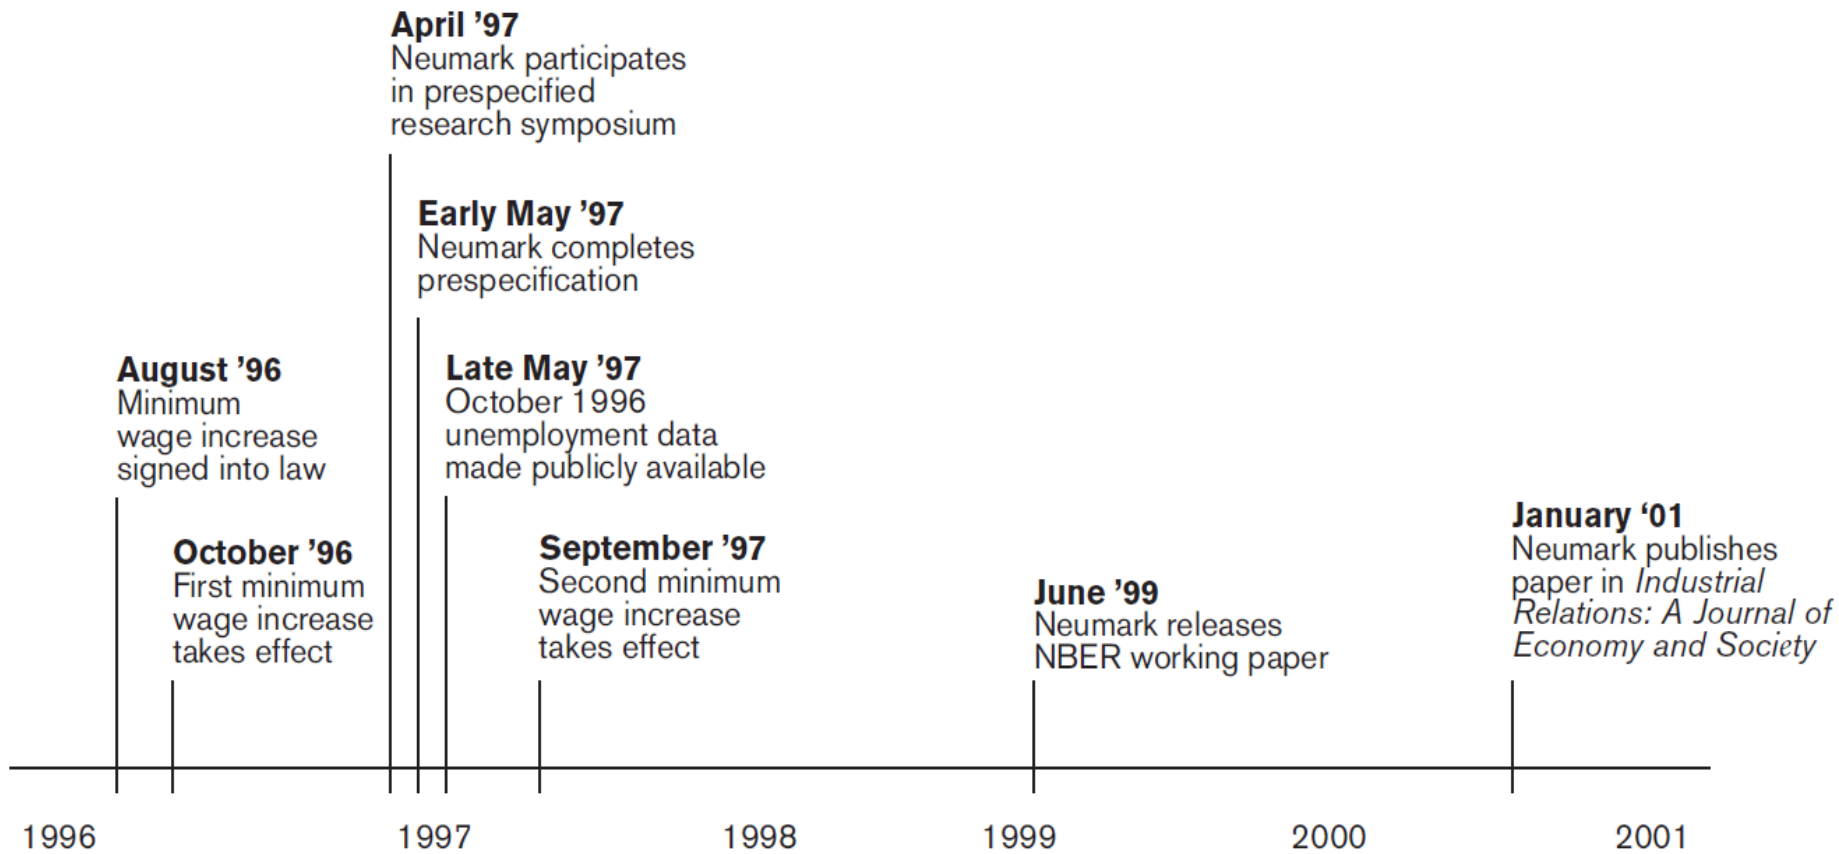 April ’97
Neumark participates
in prespecified
research symposium
Early May ’97
Neumark completes
prespecification
August ’96
Minimum
wage increase
signed into law
Late May ’97
October 1996
unemployment data
made publicly available
October ’96
First minimum
wage increase
takes effect
September ’97
Second minimum
wage increase
takes effect
June ’99
Neumark releases
NBER working paper
January ‘01
Neumark publishes
paper in Industrial
Relations: A Journal of
Economy and Society
1996 1997 1998 1999 2000 2001